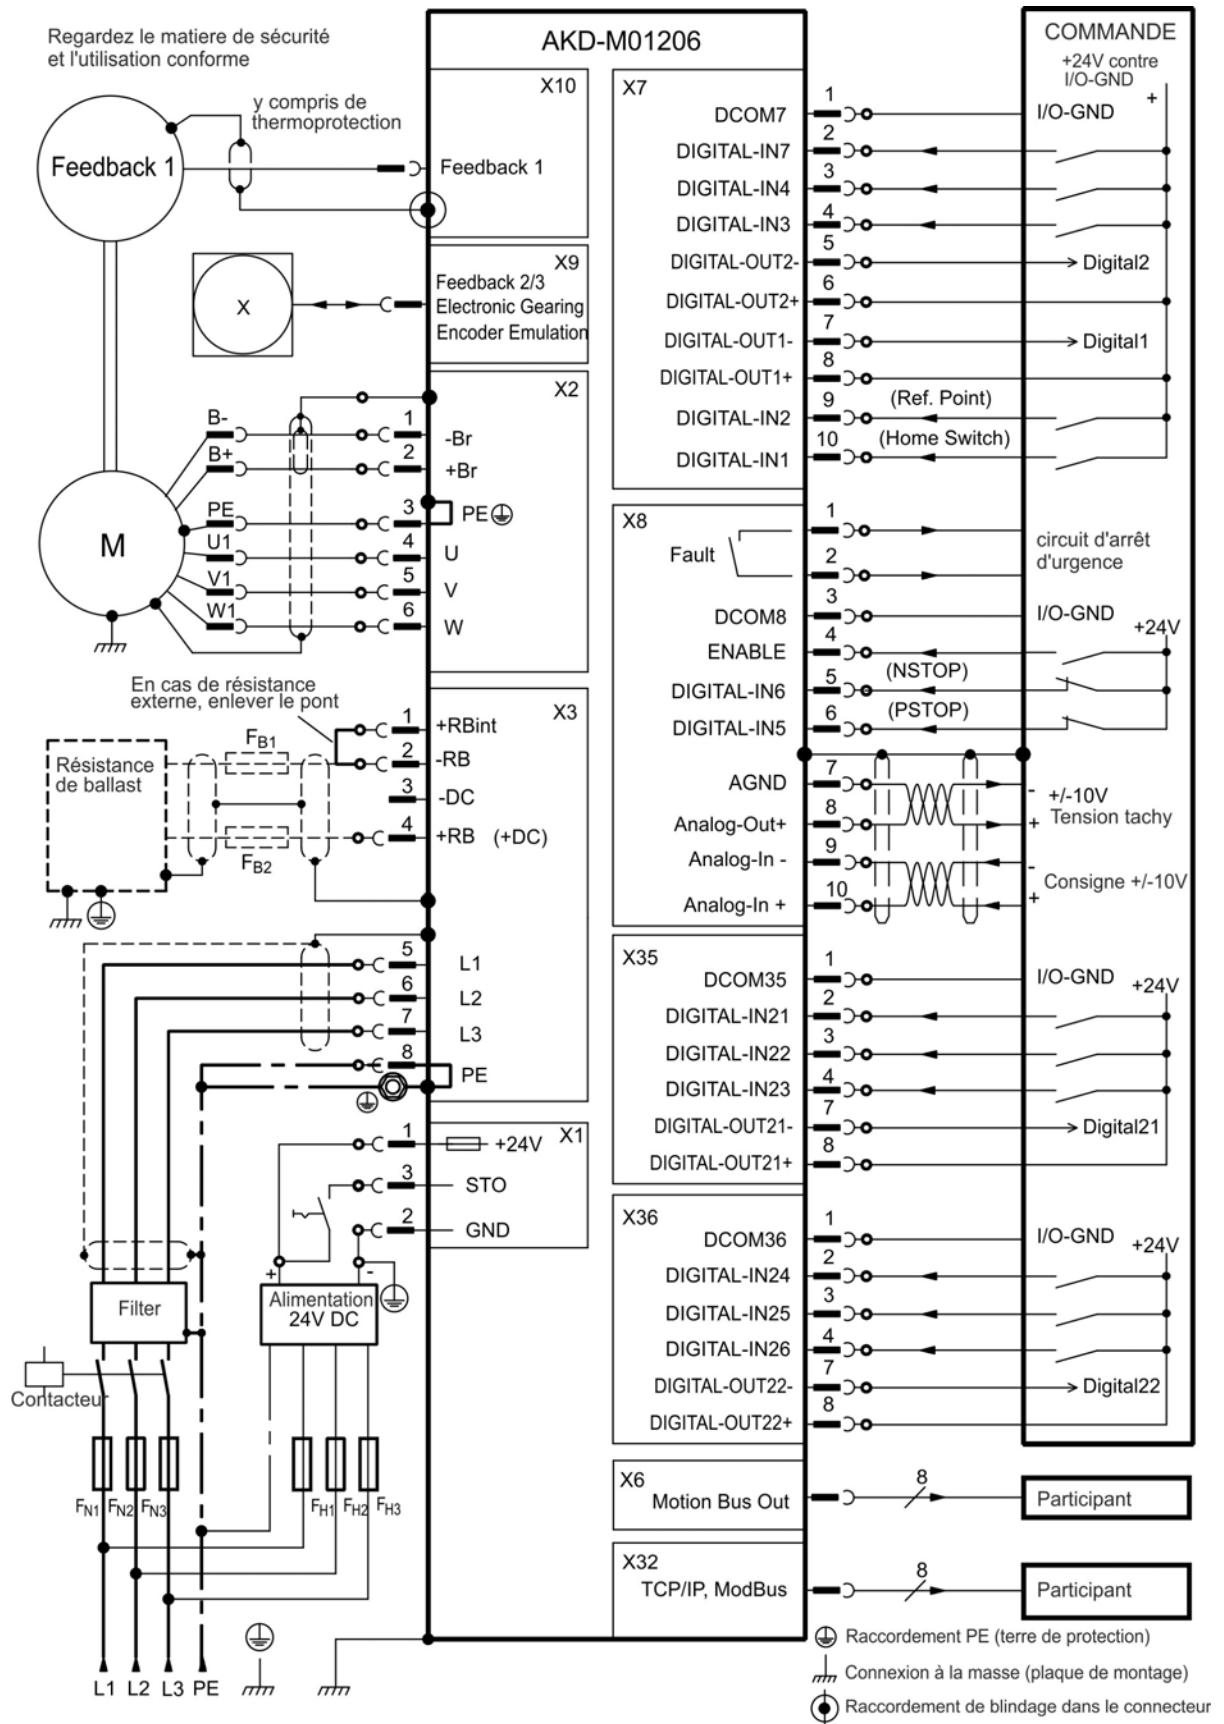 Regardez le matiere de sécurité
et l'utilisation conforme
AKD-M01206
COMMANDE
+24V contre
I/O-GND
+
Feedback 1
y compris de
thermoprotection
X10
Feedback 1
X
X9
Feedback 2/3
Electronic Gearing
Encoder Emulation
X2
M
B-
1
-Br
B+
2
+Br
PE
3
PE
U1
4
U
V1
5
V
W1
6
W
En cas de résistance
externe, enlever le pont
X3
Résistance
de ballast
FB1
FB2
1
+RBint
2
-RB
3
-DC
4
+RB (+DC)
5
L1
6
L2
7
L3
8
PE
X1
1
+24V
3
STO
2
GND
+
-
Alimentation
24V DC
Filter
Contacteur
FN1
FN2
FN3
FH1
FH2
FH3
L1 L2 L3 PE
X7
DCOM7
1
I/O-GND
DIGITAL-IN7
2
DIGITAL-IN4
3
DIGITAL-IN3
4
DIGITAL-OUT2-
5
Digital2
DIGITAL-OUT2+
6
DIGITAL-OUT1-
7
Digital1
DIGITAL-OUT1+
8
DIGITAL-IN2
9
(Ref. Point)
DIGITAL-IN1
10
(Home Switch)
X8
Fault
1
2
circuit d'arrêt
d'urgence
DCOM8
3
I/O-GND
+24V
ENABLE
4
DIGITAL-IN6
5
(NSTOP)
DIGITAL-IN5
6
(PSTOP)
AGND
7
-
Analog-Out+
8
+
+/-10V
Tension tachy
Analog-In -
9
-
Analog-In +
10
+
Consigne +/-10V
X35
DCOM35
1
I/O-GND
+24V
DIGITAL-IN21
2
DIGITAL-IN22
3
DIGITAL-IN23
4
DIGITAL-OUT21-
7
Digital21
DIGITAL-OUT21+
8
X36
DCOM36
1
I/O-GND
+24V
DIGITAL-IN24
2
DIGITAL-IN25
3
DIGITAL-IN26
4
DIGITAL-OUT22-
7
Digital22
DIGITAL-OUT22+
8
X6
Motion Bus Out
8
Participant
X32
TCP/IP, ModBus
8
Participant
Raccordement PE (terre de protection)
Connexion à la masse (plaque de montage)
Raccordement de blindage dans le connecteur